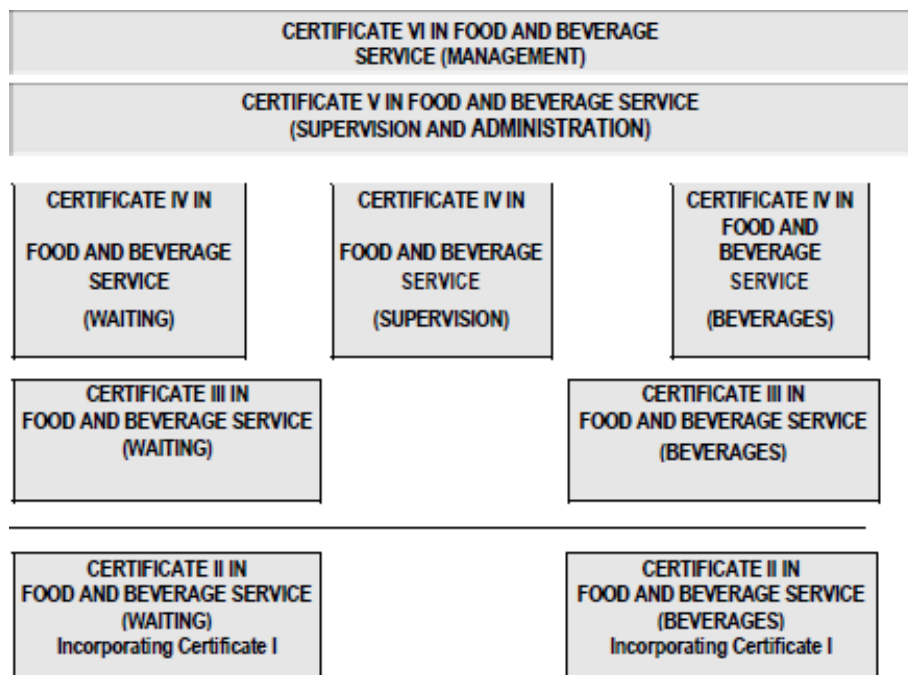 CERTIFICATE VI IN FOOD AND BEVERAGE
SERVICE (MANAGEMENT)
CERTIFICATE V IN FOOD AND BEVERAGE SERVICE
(SUPERVISION AND ADMINISTRATION)
CERTIFICATE IV IN
FOOD AND BEVERAGE
SERVICE
(WAITING)
CERTIFICATE IV IN
FOOD AND BEVERAGE
SERVICE
(SUPERVISION)
CERTIFICATE IV IN
FOOD AND
BEVERAGE
SERVICE
(BEVERAGES)
CERTIFICATE III IN
FOOD AND BEVERAGE SERVICE
(WAITING)
CERTIFICATE III IN
FOOD AND BEVERAGE SERVICE
(BEVERAGES)
CERTIFICATE II IN
FOOD AND BEVERAGE SERVICE
(WAITING)
Incorporating Certificate I
CERTIFICATE II IN
FOOD AND BEVERAGE SERVICE
(BEVERAGES)
Incorporating Certificate I